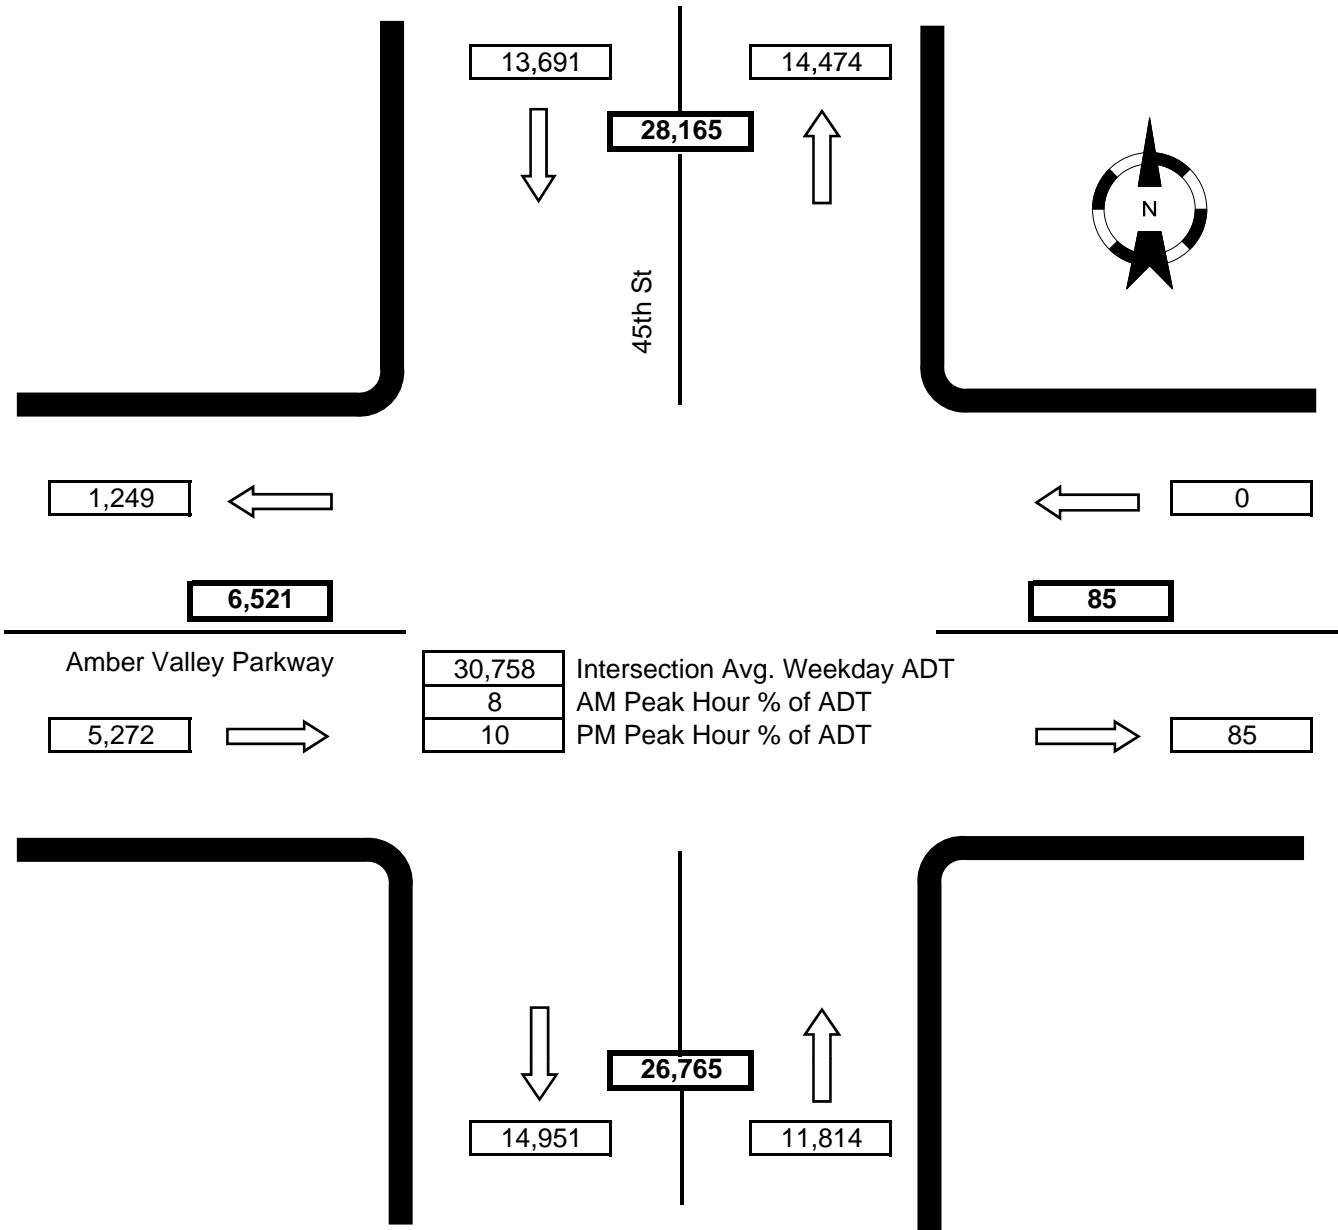 13,691
14,474
28,165
N
45th St
1,249
0
6,521
85
Amber Valley Parkway
30,758 Intersection Avg. Weekday ADT
8 AM Peak Hour % of ADT
10 PM Peak Hour % of ADT
5,272
85
26,765
14,951
11,814